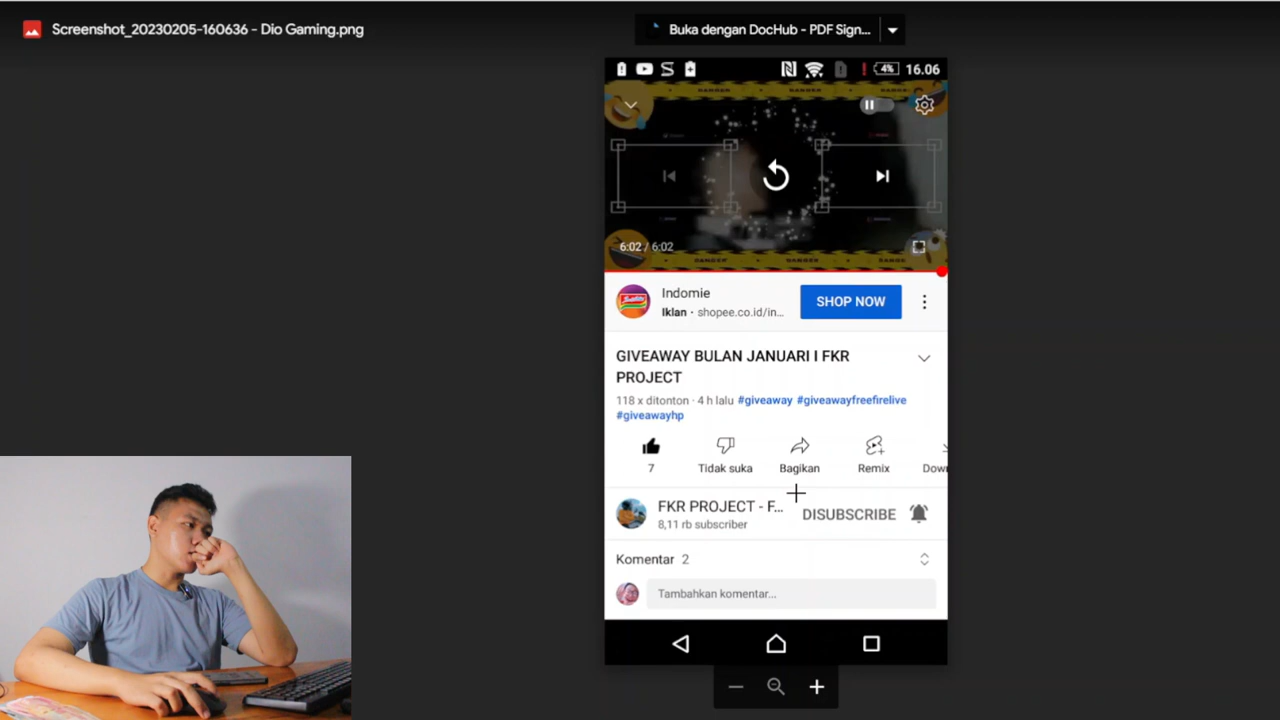 Screenshot_20230205-160636 - Dio Gaming.png
Buka dengan DocHub - PDF Sign...
4% 16.06
6:02 / 6:02
Indomie
Iklan · shopee.co.id/in...
SHOP NOW
GIVEAWAY BULAN JANUARI I FKR
PROJECT
118 x ditonton · 4 h lalu #giveaway #giveawayfreefirelive
#giveawayhp
7
Tidak suka
Bagikan
Remix
Down
FKR PROJECT - F...
8,11 rb subscriber
DISUBSCRIBE
Komentar 2
Tambahkan komentar...